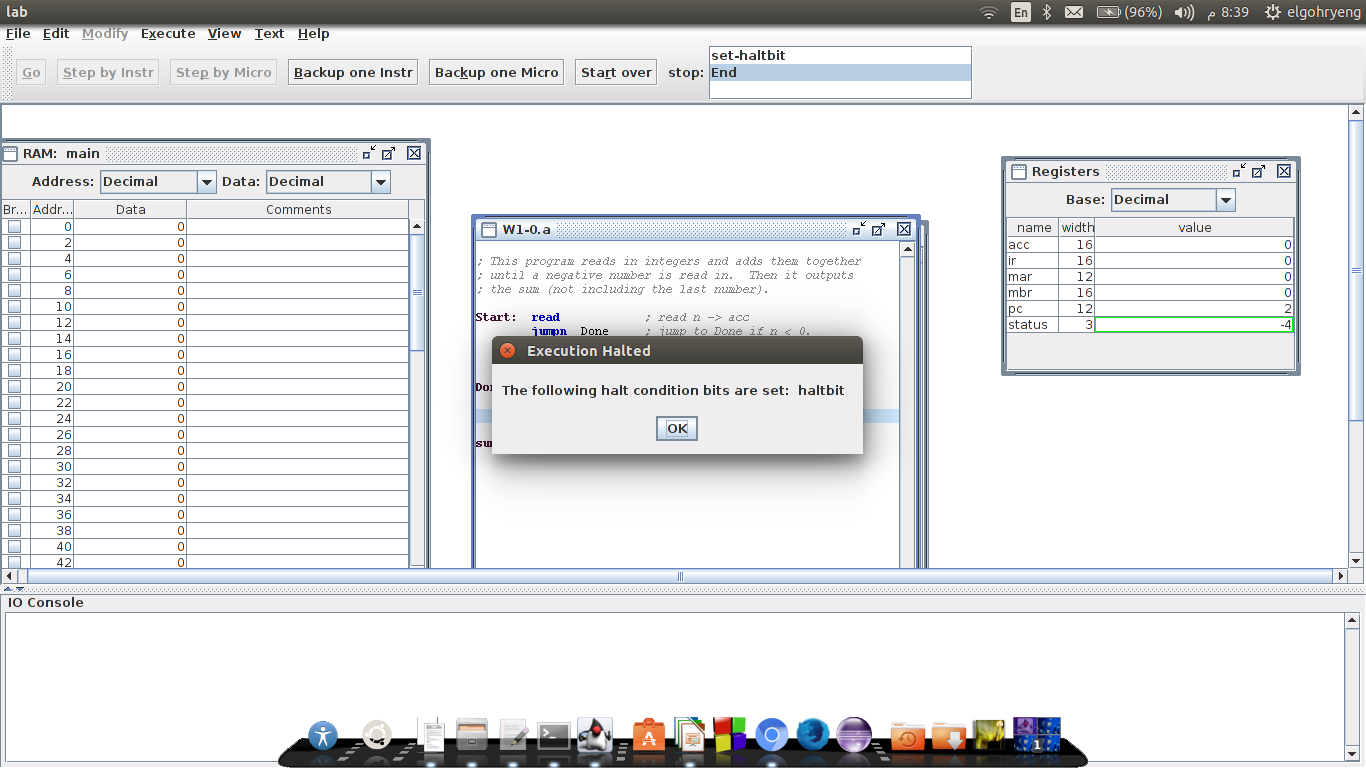 lab
En (96%) 8:39 م elgohryeng
File Edit Modify Execute View Text Help
Go Step by Instr Step by Micro Backup one Instr Backup one Micro Start over stop: set-haltbit
End
RAM: main
Address: Decimal Data: Decimal
Br... Addr... Data Comments
0 0
2 0
4 0
6 0
8 0
10 0
12 0
14 0
16 0
18 0
20 0
22 0
24 0
26 0
28 0
30 0
32 0
34 0
36 0
38 0
40 0
42 0
W1-0.a
; This program reads in integers and adds them together
; until a negative number is read in. Then it outputs
; the sum (not including the last number).
Start: read ; read n -> acc
jumpn Done ; jump to Done if n < 0.
Execution Halted
The following halt condition bits are set: haltbit
OK
Registers
Base: Decimal
name width value
acc 16 0
ir 16 0
mar 12 0
mbr 16 0
pc 12 2
status 3 -4
IO Console
1